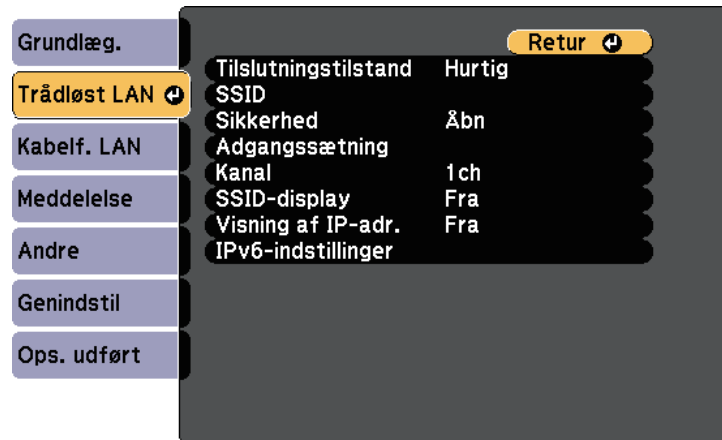 Grundlæg.
Trådløst LAN
Kabelf. LAN
Meddelelse
Andre
Genindstil
Ops. udført
Retur
Tilslutningstilstand Hurtig
SSID
Sikkerhed Åbn
Adgangssætning
Kanal 1ch
SSID-display Fra
Visning af IP-adr. Fra
IPv6-indstillinger